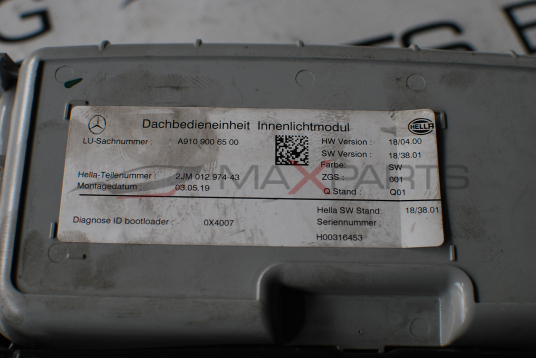 Dachbedieneinheit Innenlichtmodul
HELLA
LU-Sachnummer : A910 900 65 00
HW Version : 18/04.00
SW Version : 18/38.01
Farbe: SW
Hella-Teilenummer : 2JM 012 974-43
ZGS : 001
Montagedatum : 03.05.19
Q Stand : Q01
Hella SW Stand : 18/38.01
Diagnose ID bootloader : 0X4007
Seriennummer :
H00316453
MAXPARTS